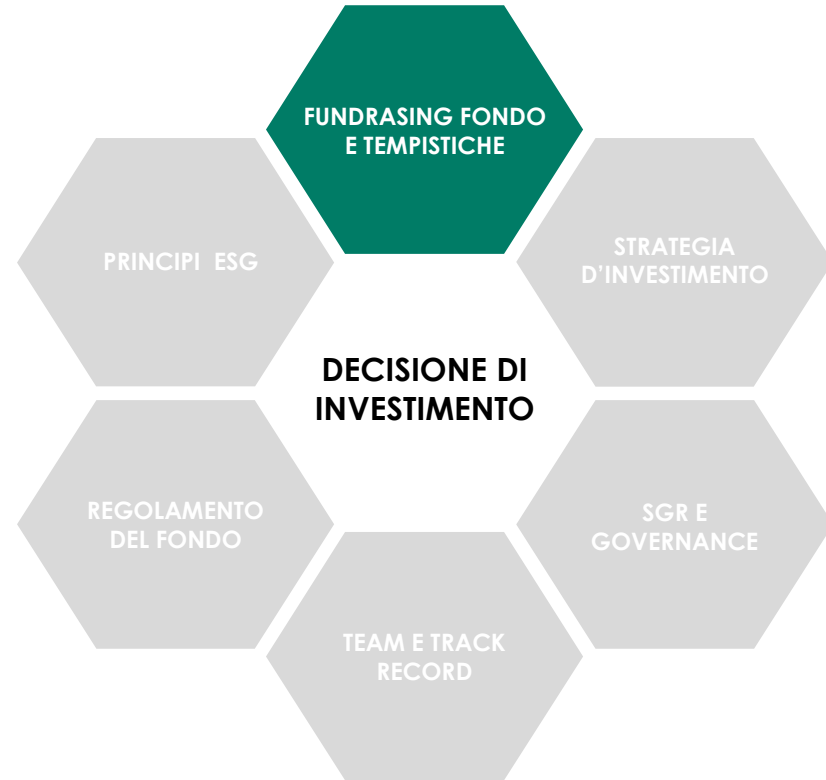 FUNDRASING FONDO
E TEMPISTICHE
PRINCIPI ESG
STRATEGIA
D'INVESTIMENTO
DECISIONE DI
INVESTIMENTO
REGOLAMENTO
DEL FONDO
SGR E
GOVERNANCE
TEAM E TRACK
RECORD